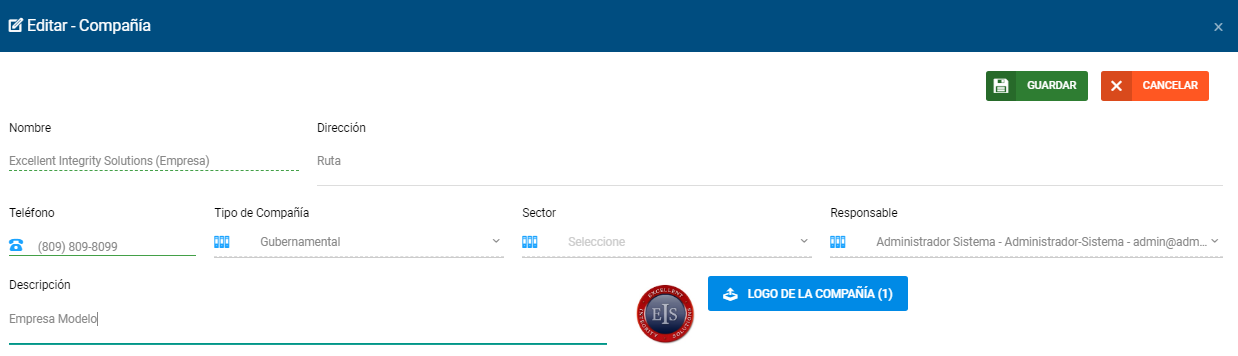 Editar - Compañía
×
GUARDAR
CANCELAR
Nombre
Dirección
Excellent Integrity Solutions (Empresa)
Ruta
Teléfono
Tipo de Compañía
Sector
Responsable
(809) 809-8099
Gubernamental
Seleccione
Administrador Sistema - Administrador-Sistema - admin@adm...
Descripción
Empresa Modelo
EXCELLENT
INTEGRITY
SOLUTIONS
EIS
LOGO DE LA COMPAÑÍA (1)